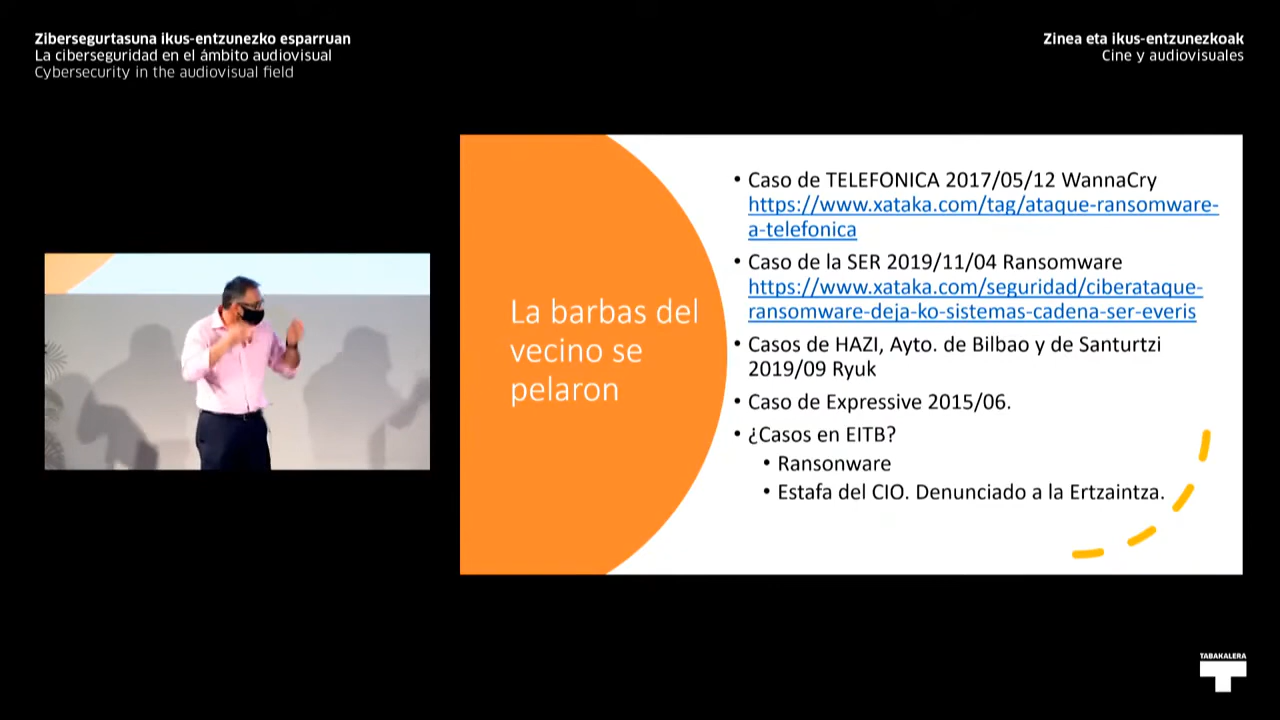 Zibersegurtasuna ikus-entzunezko esparruan
La ciberseguridad en el ámbito audiovisual
Cybersecurity in the audiovisual field
Zinea eta ikus-entzunezkoak
Cine y audiovisuales
La barbas del
vecino se
pelaron
• Caso de TELEFONICA 2017/05/12 WannaCry
https://www.xataka.com/tag/ataque-ransomware-
a-telefonica
• Caso de la SER 2019/11/04 Ransomware
https://www.xataka.com/seguridad/ciberataque-
ransomware-deja-ko-sistemas-cadena-ser-everis
• Casos de HAZI, Ayto. de Bilbao y de Santurtzi
2019/09 Ryuk
• Caso de Expressive 2015/06.
• ¿Casos en EITB?
• Ransonware
• Estafa del CIO. Denunciado a la Ertzaintza.
TABAKALERA